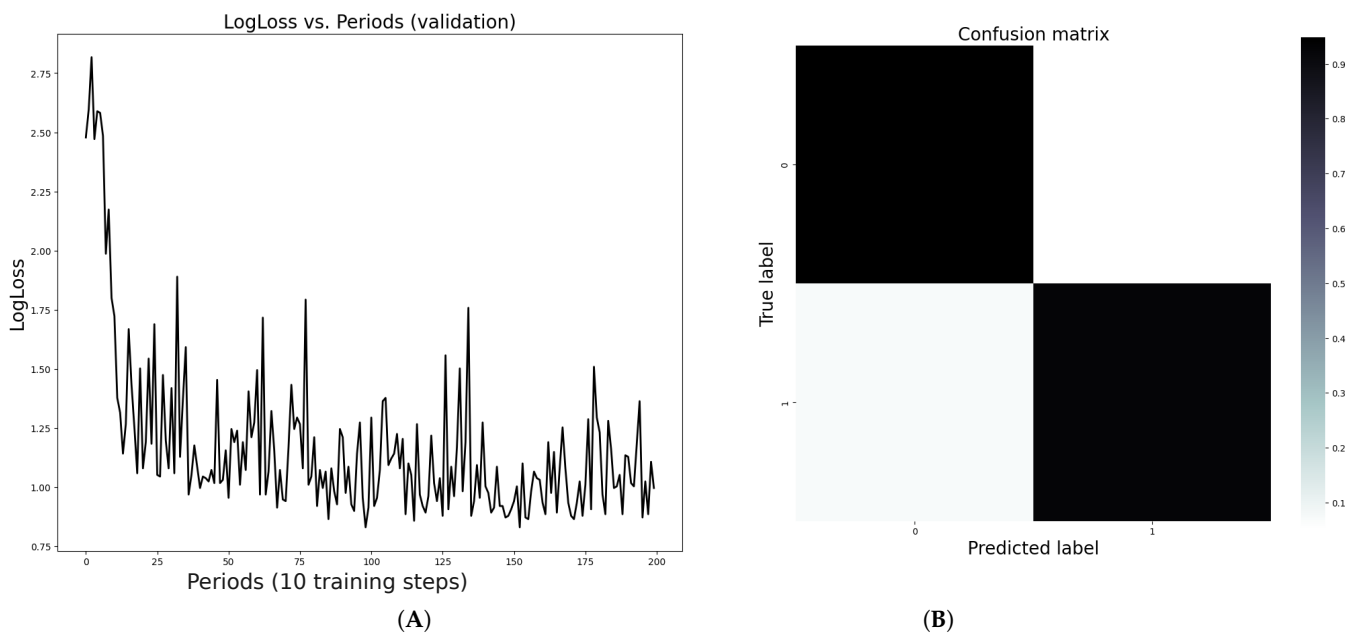 LogLoss vs. Periods (validation)
LogLoss
2.75
2.50
2.25
2.00
1.75
1.50
1.25
1.00
0.75
0 25 50 75 100 125 150 175 200
Periods (10 training steps)
(A)
Confusion matrix
True label
0
1
0 1
Predicted label
0.9
0.8
0.7
0.6
0.5
0.4
0.3
0.2
0.1
(B)